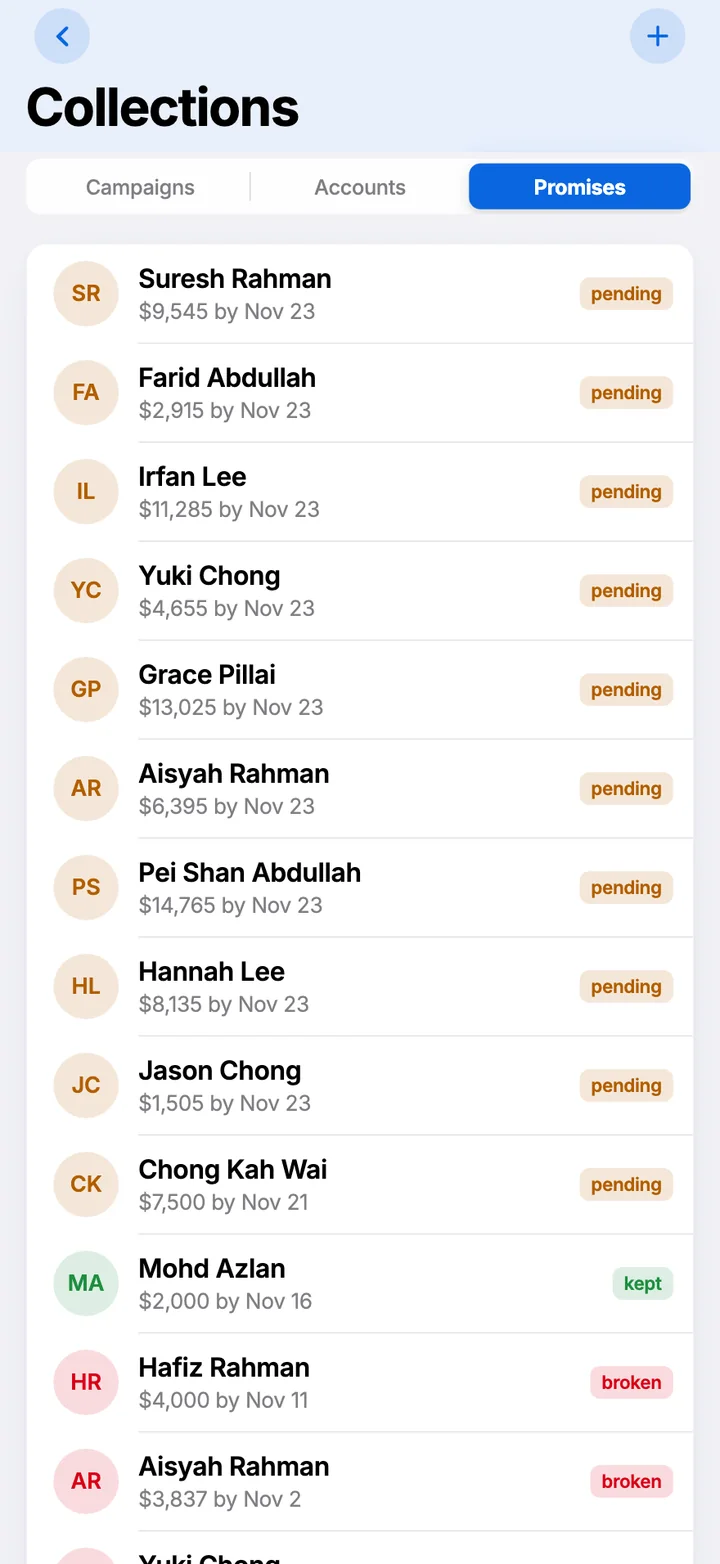 Collections
Campaigns
Accounts
Promises
SR
Suresh Rahman
$9,545 by Nov 23
pending
FA
Farid Abdullah
$2,915 by Nov 23
pending
IL
Irfan Lee
$11,285 by Nov 23
pending
YC
Yuki Chong
$4,655 by Nov 23
pending
GP
Grace Pillai
$13,025 by Nov 23
pending
AR
Aisyah Rahman
$6,395 by Nov 23
pending
PS
Pei Shan Abdullah
$14,765 by Nov 23
pending
HL
Hannah Lee
$8,135 by Nov 23
pending
JC
Jason Chong
$1,505 by Nov 23
pending
CK
Chong Kah Wai
$7,500 by Nov 21
pending
MA
Mohd Azlan
$2,000 by Nov 16
kept
HR
Hafiz Rahman
$4,000 by Nov 11
broken
AR
Aisyah Rahman
$3,837 by Nov 2
broken
Yuki Chong